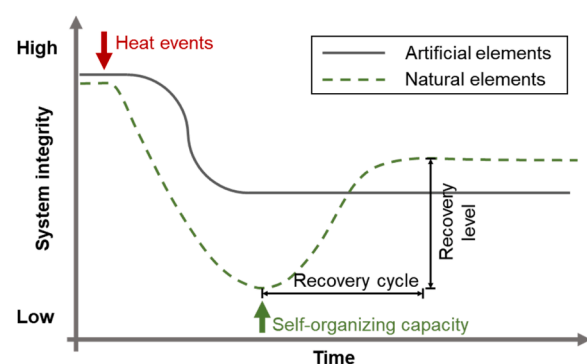 High
Heat events
Artificial elements
Natural elements
System integrity
Recovery
level
Recovery cycle
Low
Self-organizing capacity
Time